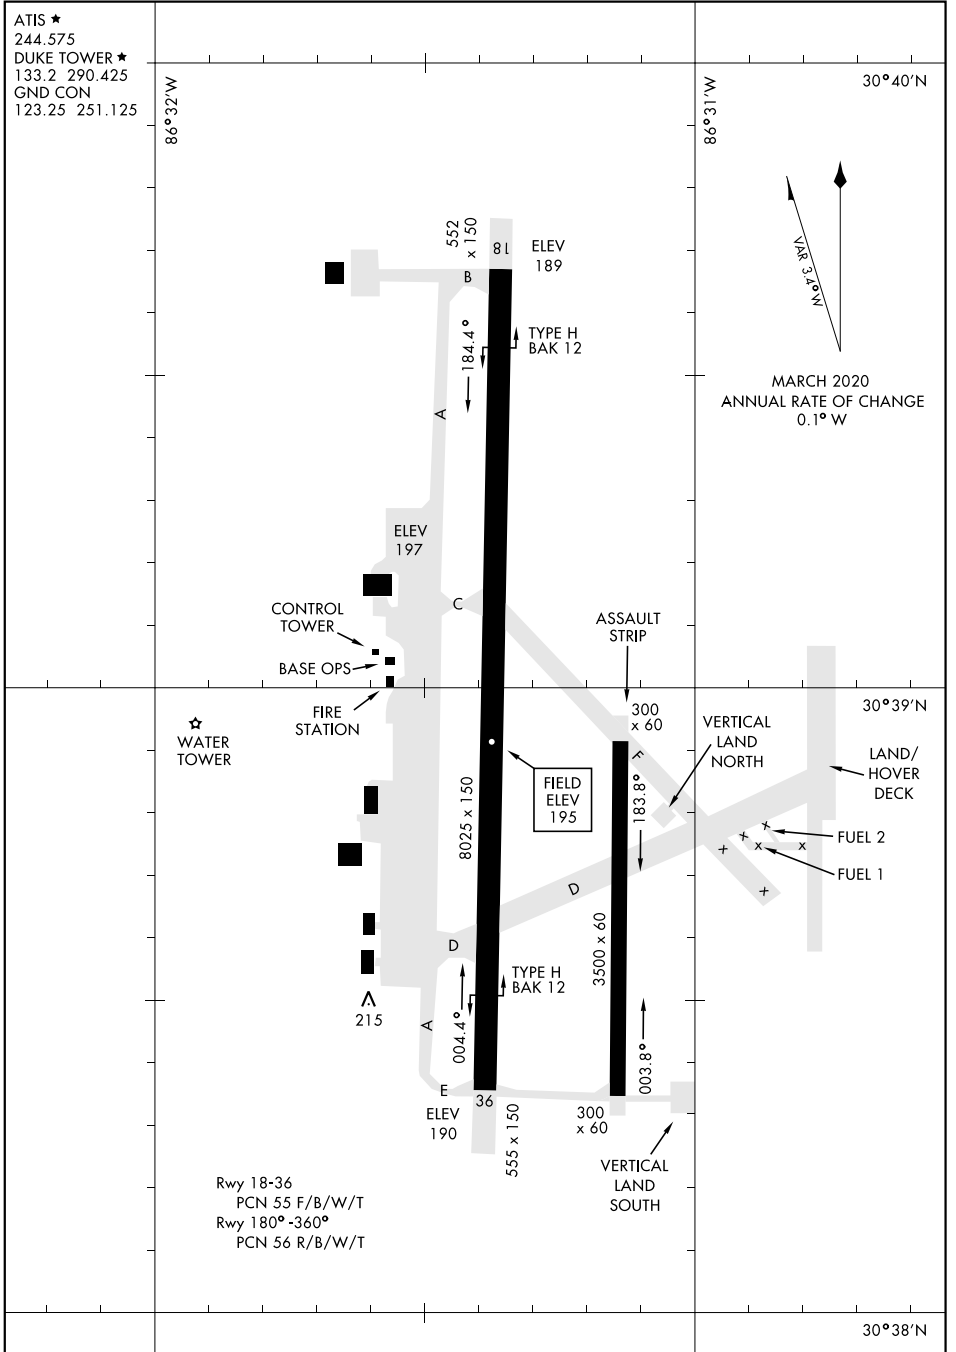 ATIS ★
244.575
DUKE TOWER ★
133.2 290.425
GND CON
123.25 251.125
86°32'W
86°31'W
30°40'N
VAR 3.4°W
MARCH 2020
ANNUAL RATE OF CHANGE
0.1° W
552
x 150
18
ELEV
189
B
184.4°
TYPE H
BAK 12
A
ELEV
197
C
CONTROL
TOWER
BASE OPS
FIRE
STATION
WATER
TOWER
ASSAULT
STRIP
300
x 60
30°39'N
VERTICAL
LAND
NORTH
LAND/
HOVER
DECK
F
183.8°
FIELD
ELEV
195
8025 x 150
x
x
x
x
x
x
FUEL 2
FUEL 1
D
D
3500 x 60
TYPE H
BAK 12
215
A
004.4°
003.8°
E
36
ELEV
190
555 x 150
300
x 60
VERTICAL
LAND
SOUTH
Rwy 18-36
PCN 55 F/B/W/T
Rwy 180°-360°
PCN 56 R/B/W/T
30°38'N